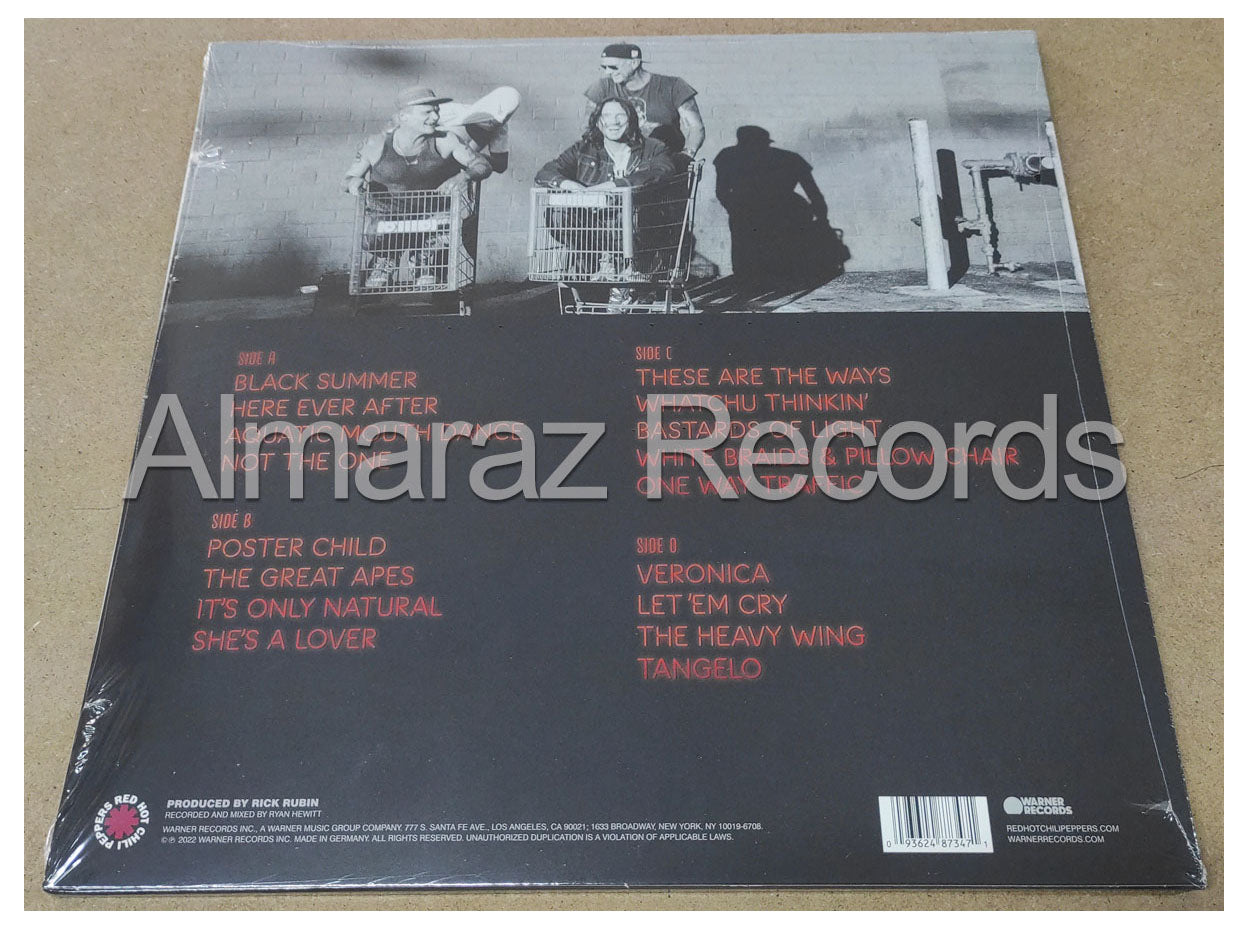 SIDE A
BLACK SUMMER
HERE EVER AFTER
AQUATIC MOUTH DANCE
NOT THE ONE
SIDE B
POSTER CHILD
THE GREAT APES
IT'S ONLY NATURAL
SHE'S A LOVER
SIDE C
THESE ARE THE WAYS
WHATCHU THINKIN'
BASTARDS OF LIGHT
WHITE BRAIDS & PILLOW CHAIR
ONE WAY TRAFFIC
SIDE D
VERONICA
LET 'EM CRY
THE HEAVY WING
TANGELO
Almaraz Records
RED HOT CHILI PEPPERS
PRODUCED BY RICK RUBIN
RECORDED AND MIXED BY RYAN HEWITT
WARNER RECORDS INC., A WARNER MUSIC GROUP COMPANY. 777 S. SANTA FE AVE., LOS ANGELES, CA 90021; 1633 BROADWAY, NEW YORK, NY 10019-6708.
©℗ 2022 WARNER RECORDS INC. MADE IN GERMANY. ALL RIGHTS RESERVED. UNAUTHORIZED DUPLICATION IS A VIOLATION OF APPLICABLE LAWS.
0 93624 87347 1
WARNER
RECORDS
REDHOTCHILIPEPPERS.COM
WARNERRECORDS.COM